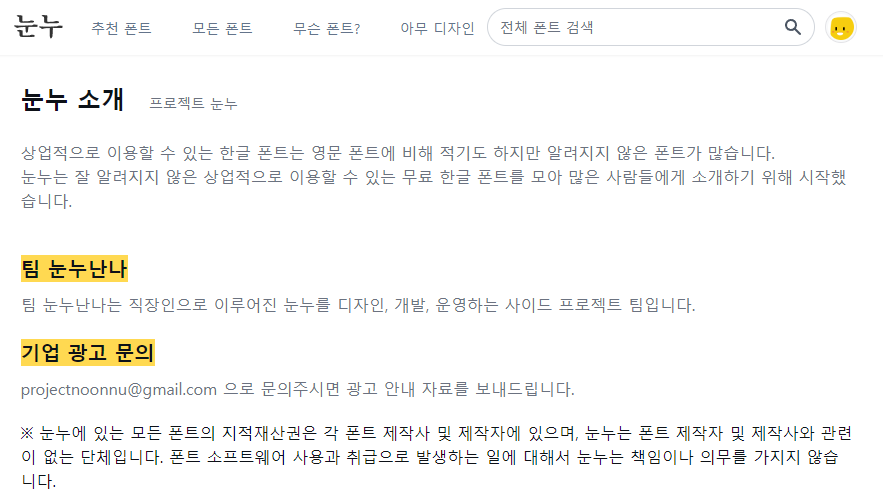 눈누
추천 폰트 모든 폰트 무슨 폰트? 아무 디자인 전체 폰트 검색
눈누 소개 프로젝트 눈누
상업적으로 이용할 수 있는 한글 폰트는 영문 폰트에 비해 적기도 하지만 알려지지 않은 폰트가 많습니다.
눈누는 잘 알려지지 않은 상업적으로 이용할 수 있는 무료 한글 폰트를 모아 많은 사람들에게 소개하기 위해 시작했
습니다.
팀 눈누난나
팀 눈누난나는 직장인으로 이루어진 눈누를 디자인, 개발, 운영하는 사이드 프로젝트 팀입니다.
기업 광고 문의
projectnoonnu@gmail.com 으로 문의주시면 광고 안내 자료를 보내드립니다.
※ 눈누에 있는 모든 폰트의 지적재산권은 각 폰트 제작사 및 제작자에 있으며, 눈누는 폰트 제작자 및 제작사와 관련
이 없는 단체입니다. 폰트 소프트웨어 사용과 취급으로 발생하는 일에 대해서 눈누는 책임이나 의무를 가지지 않습
니다.